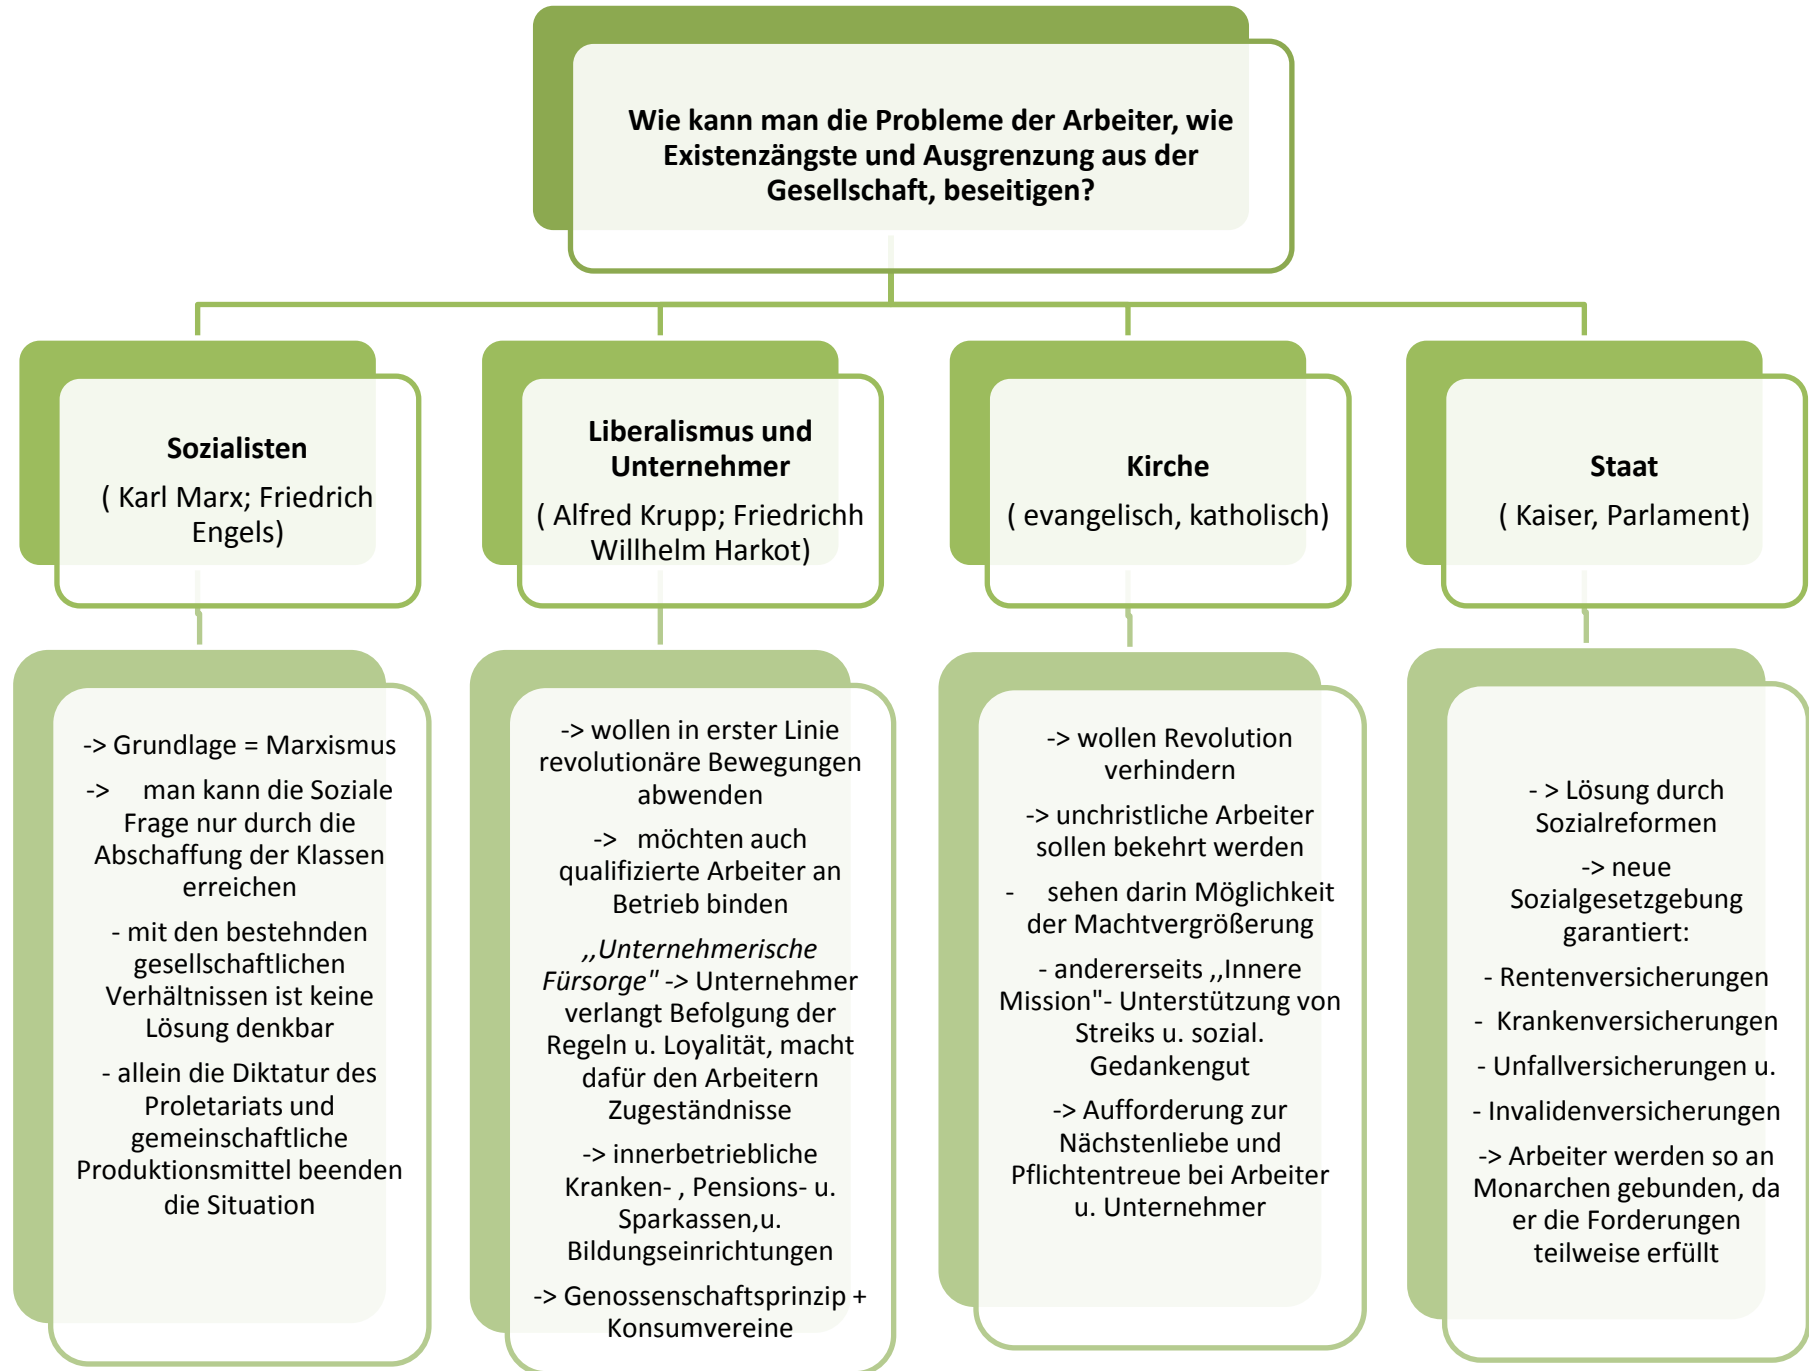 Wie kann man die Probleme der Arbeiter, wie
Existenzängste und Ausgrenzung aus der
Gesellschaft, beseitigen?
Sozialisten
( Karl Marx; Friedrich
Engels)
Liberalismus und
Unternehmer
( Alfred Krupp; Friedrichh
Willhelm Harkot)
Kirche
( evangelisch, katholisch)
Staat
( Kaiser, Parlament)
-> Grundlage = Marxismus
-> man kann die Soziale
Frage nur durch die
Abschaffung der Klassen
erreichen
- mit den bestehnden
gesellschaftlichen
Verhältnissen ist keine
Lösung denkbar
- allein die Diktatur des
Proletariats und
gemeinschaftliche
Produktionsmittel beenden
die Situation
-> wollen in erster Linie
revolutionäre Bewegungen
abwenden
-> möchten auch
qualifizierte Arbeiter an
Betrieb binden
,,Unternehmerische
Fürsorge" -> Unternehmer
verlangt Befolgung der
Regeln u. Loyalität, macht
dafür den Arbeitern
Zugeständnisse
-> innerbetriebliche
Kranken- , Pensions- u.
Sparkassen,u.
Bildungseinrichtungen
-> Genossenschaftsprinzip +
Konsumvereine
-> wollen Revolution
verhindern
-> unchristliche Arbeiter
sollen bekehrt werden
- sehen darin Möglichkeit
der Machtvergrößerung
- andererseits ,,Innere
Mission"- Unterstützung von
Streiks u. sozial.
Gedankengut
-> Aufforderung zur
Nächstenliebe und
Pflichtentreue bei Arbeiter
u. Unternehmer
- > Lösung durch
Sozialreformen
-> neue
Sozialgesetzgebung
garantiert:
- Rentenversicherungen
- Krankenversicherungen
- Unfallversicherungen u.
- Invalidenversicherungen
-> Arbeiter werden so an
Monarchen gebunden, da
er die Forderungen
teilweise erfüllt